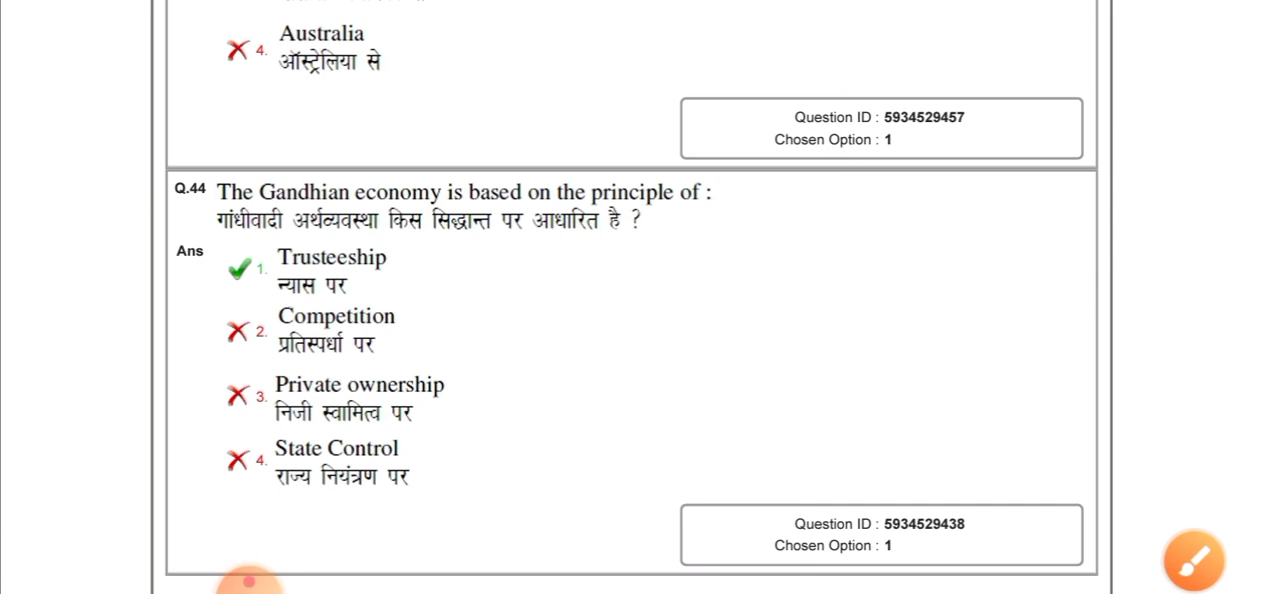 Australia
4.
ऑस्ट्रेलिया से
Question ID : 5934529457
Chosen Option : 1
Q.44 The Gandhian economy is based on the principle of :
गांधीवादी अर्थव्यवस्था किस सिद्धान्त पर आधारित है ?
Ans
1. Trusteeship
न्यास पर
2. Competition
प्रतिस्पर्धा पर
3. Private ownership
निजी स्वामित्व पर
4. State Control
राज्य नियंत्रण पर
Question ID : 5934529438
Chosen Option : 1